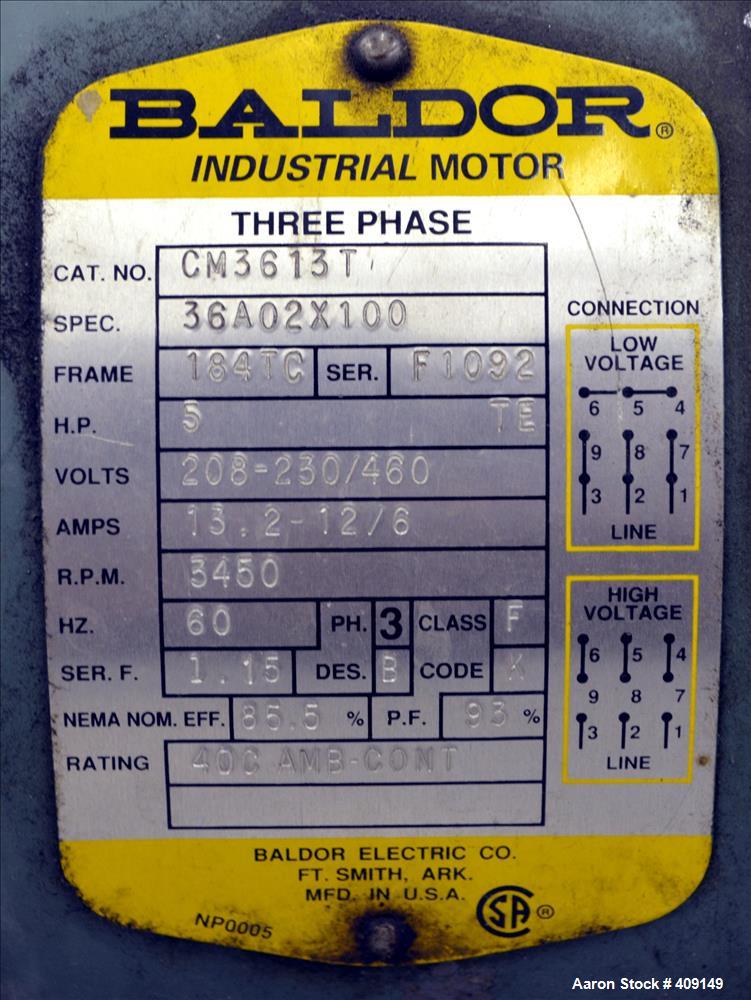 BALDOR®
INDUSTRIAL MOTOR
THREE PHASE
CAT. NO. CM3613T
SPEC. 36A02X100
FRAME 184TC SER. F1092
H.P. 5 TE
VOLTS 208-230/460
AMPS 13.2-12/6
R.P.M. 3450
HZ. 60 PH. 3 CLASS F
SER. F. 1.15 DES. B CODE K
NEMA NOM. EFF. 85.5 % P.F. 93 %
RATING 40C AMB-CONT
CONNECTION
LOW
VOLTAGE
6 5 4
9 8 7
3 2 1
LINE
HIGH
VOLTAGE
6 5 4
9 8 7
3 2 1
LINE
BALDOR ELECTRIC CO.
FT. SMITH, ARK.
MFD. IN U.S.A.
NP0005
SA ®
Aaron Stock # 409149